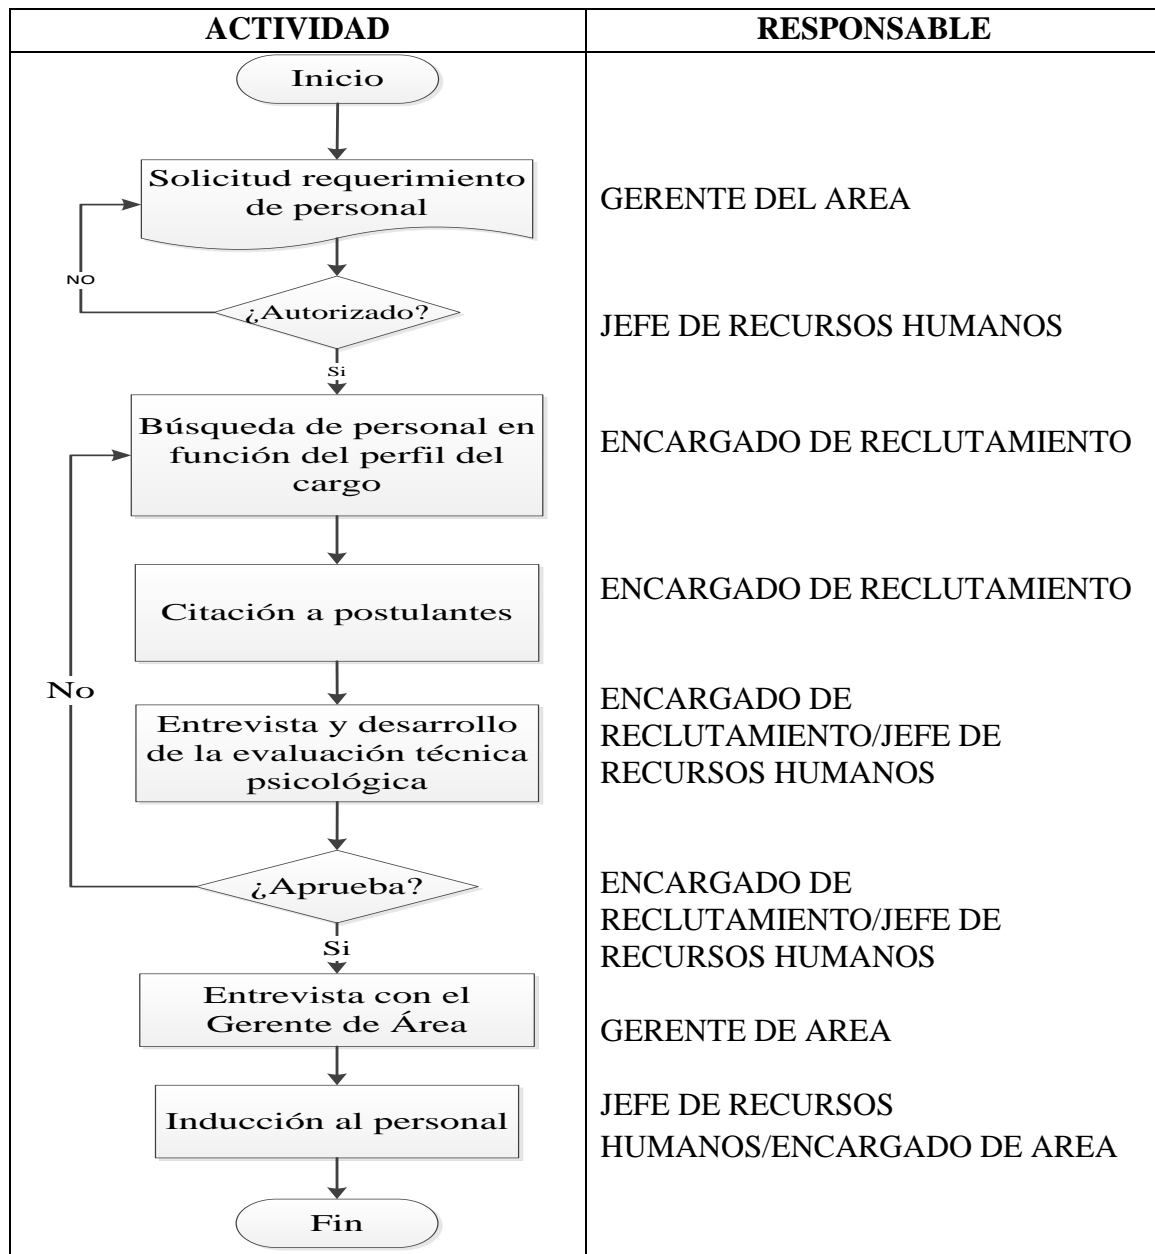 ACTIVIDAD
RESPONSABLE
Inicio
Solicitud requerimiento
de personal
GERENTE DEL AREA
NO
¿Autorizado?
JEFE DE RECURSOS HUMANOS
Si
Búsqueda de personal en
función del perfil del
cargo
ENCARGADO DE RECLUTAMIENTO
Citación a postulantes
ENCARGADO DE RECLUTAMIENTO
No
Entrevista y desarrollo
de la evaluación técnica
psicológica
ENCARGADO DE
RECLUTAMIENTO/JEFE DE
RECURSOS HUMANOS
¿Aprueba?
ENCARGADO DE
RECLUTAMIENTO/JEFE DE
RECURSOS HUMANOS
Si
Entrevista con el
Gerente de Área
GERENTE DE AREA
Inducción al personal
JEFE DE RECURSOS
HUMANOS/ENCARGADO DE AREA
Fin